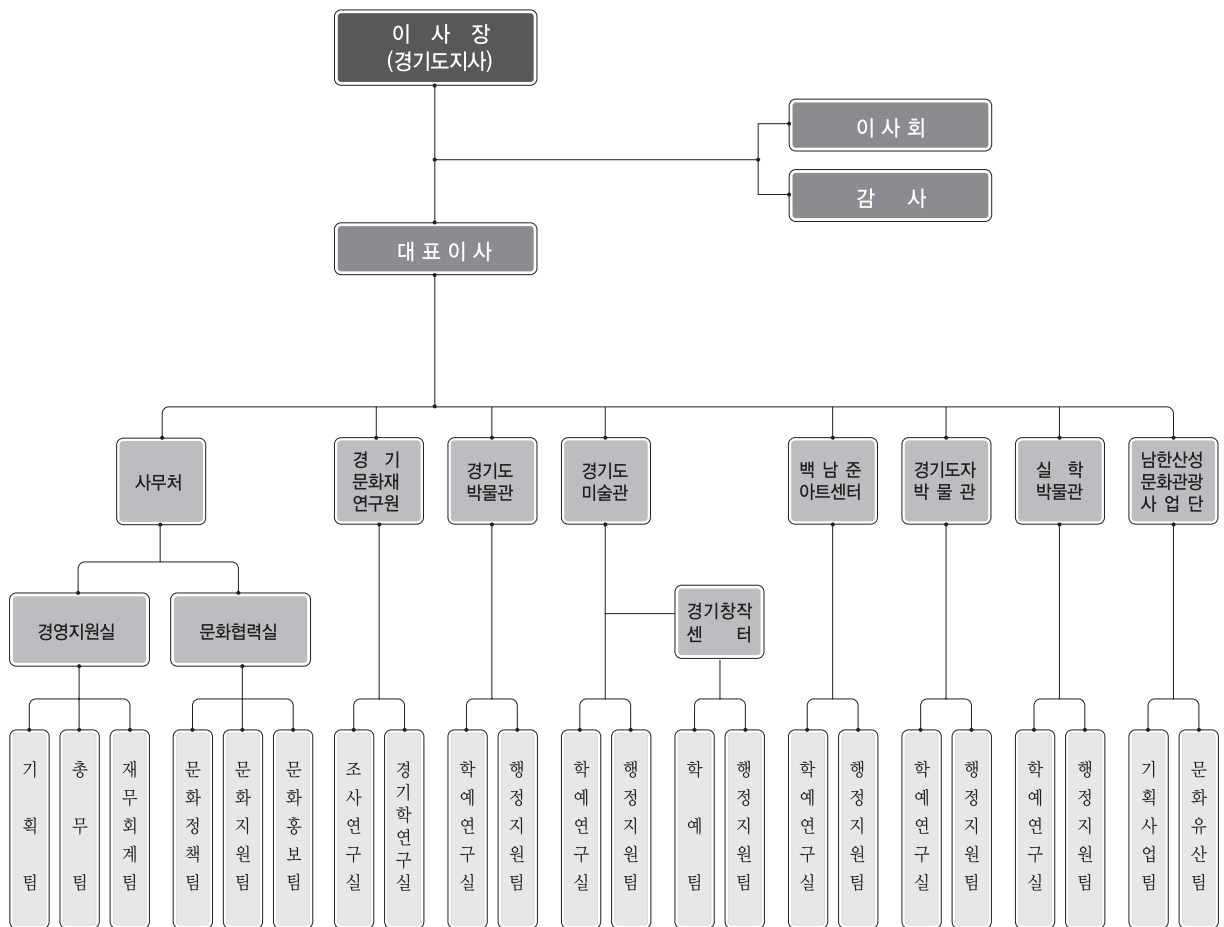 이 사 장
(경기도지사)
이 사 회
감 사
대 표 이 사
사무처
경 기
문화재
연구원
경기도
박물관
경기도
미술관
백 남 준
아트센터
경기도자
박 물 관
실 학
박물관
남한산성
문화관광
사 업 단
경영지원실
문화협력실
경기창작
센 터
기 획 팀
총 무 팀
재무회계팀
문화정책팀
문화지원팀
문화홍보팀
조사연구실
경기학연구실
학예연구실
행정지원팀
학예연구실
행정지원팀
학 예 팀
행정지원팀
학예연구실
행정지원팀
학예연구실
행정지원팀
학예연구실
행정지원팀
기획사업팀
문화유산팀